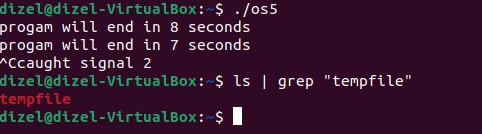 dizel@dizel-VirtualBox:~$ ./os5
progam will end in 8 seconds
progam will end in 7 seconds
^Ccaught signal 2
dizel@dizel-VirtualBox:~$ ls | grep "tempfile"
tempfile
dizel@dizel-VirtualBox:~$